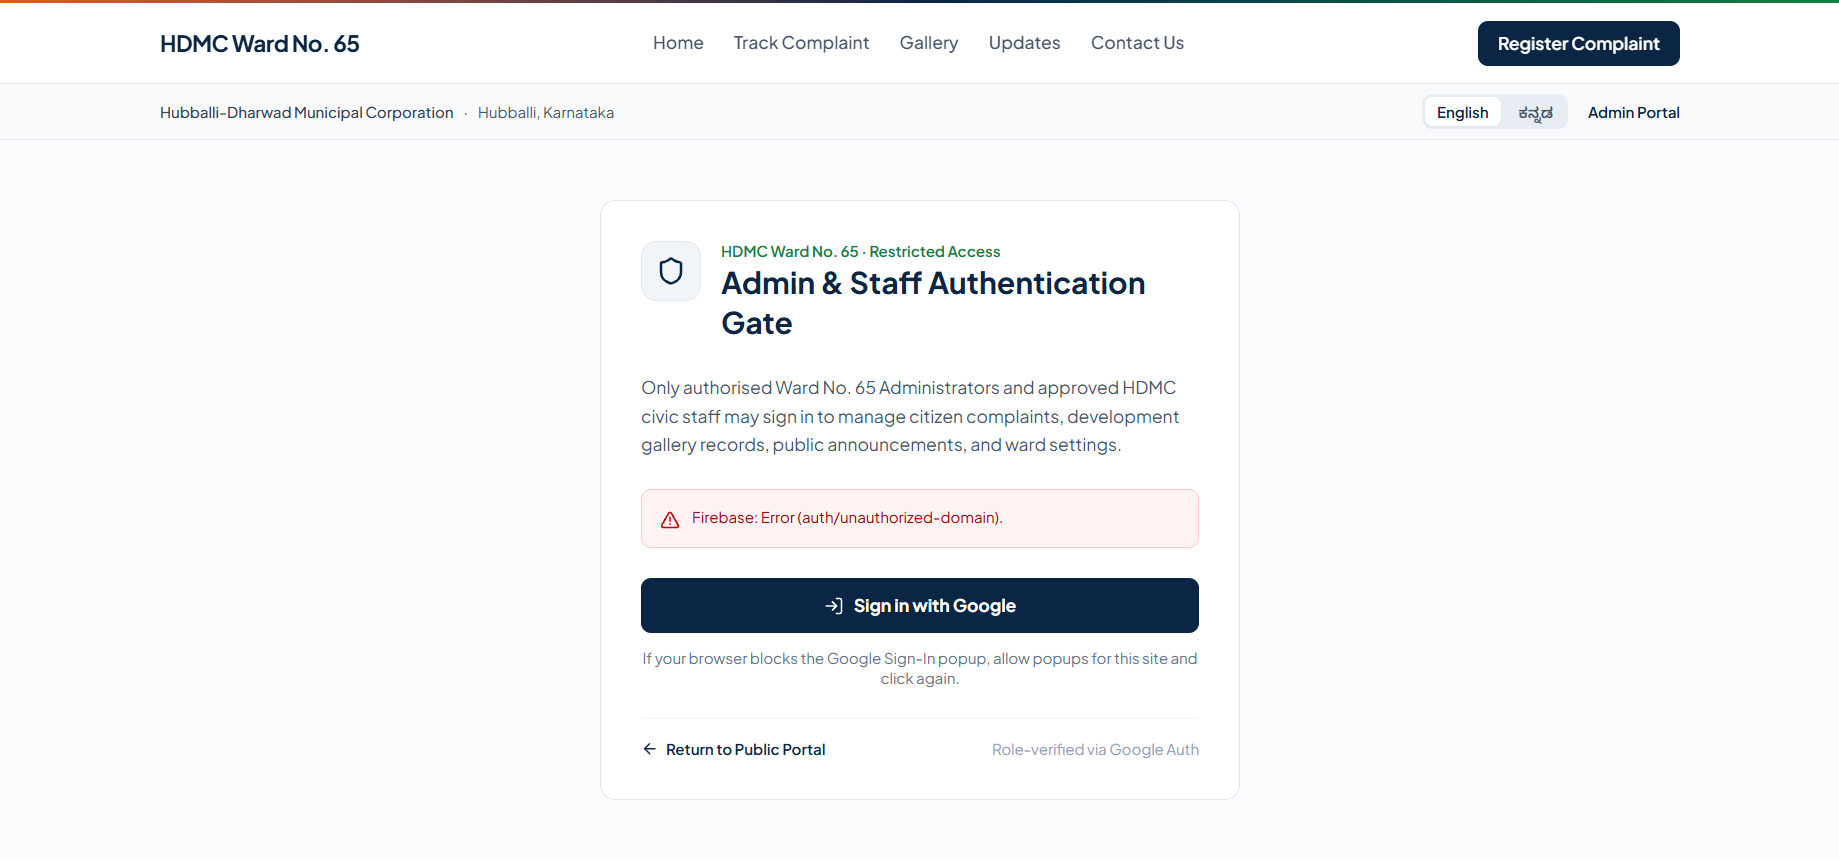 HDMC Ward No. 65
Home Track Complaint Gallery Updates Contact Us
Register Complaint
Hubballi-Dharwad Municipal Corporation · Hubballi, Karnataka
English ಕನ್ನಡ Admin Portal
HDMC Ward No. 65 · Restricted Access
Admin & Staff Authentication
Gate
Only authorised Ward No. 65 Administrators and approved HDMC
civic staff may sign in to manage citizen complaints, development
gallery records, public announcements, and ward settings.
Firebase: Error (auth/unauthorized-domain).
Sign in with Google
If your browser blocks the Google Sign-In popup, allow popups for this site and
click again.
Return to Public Portal
Role-verified via Google Auth